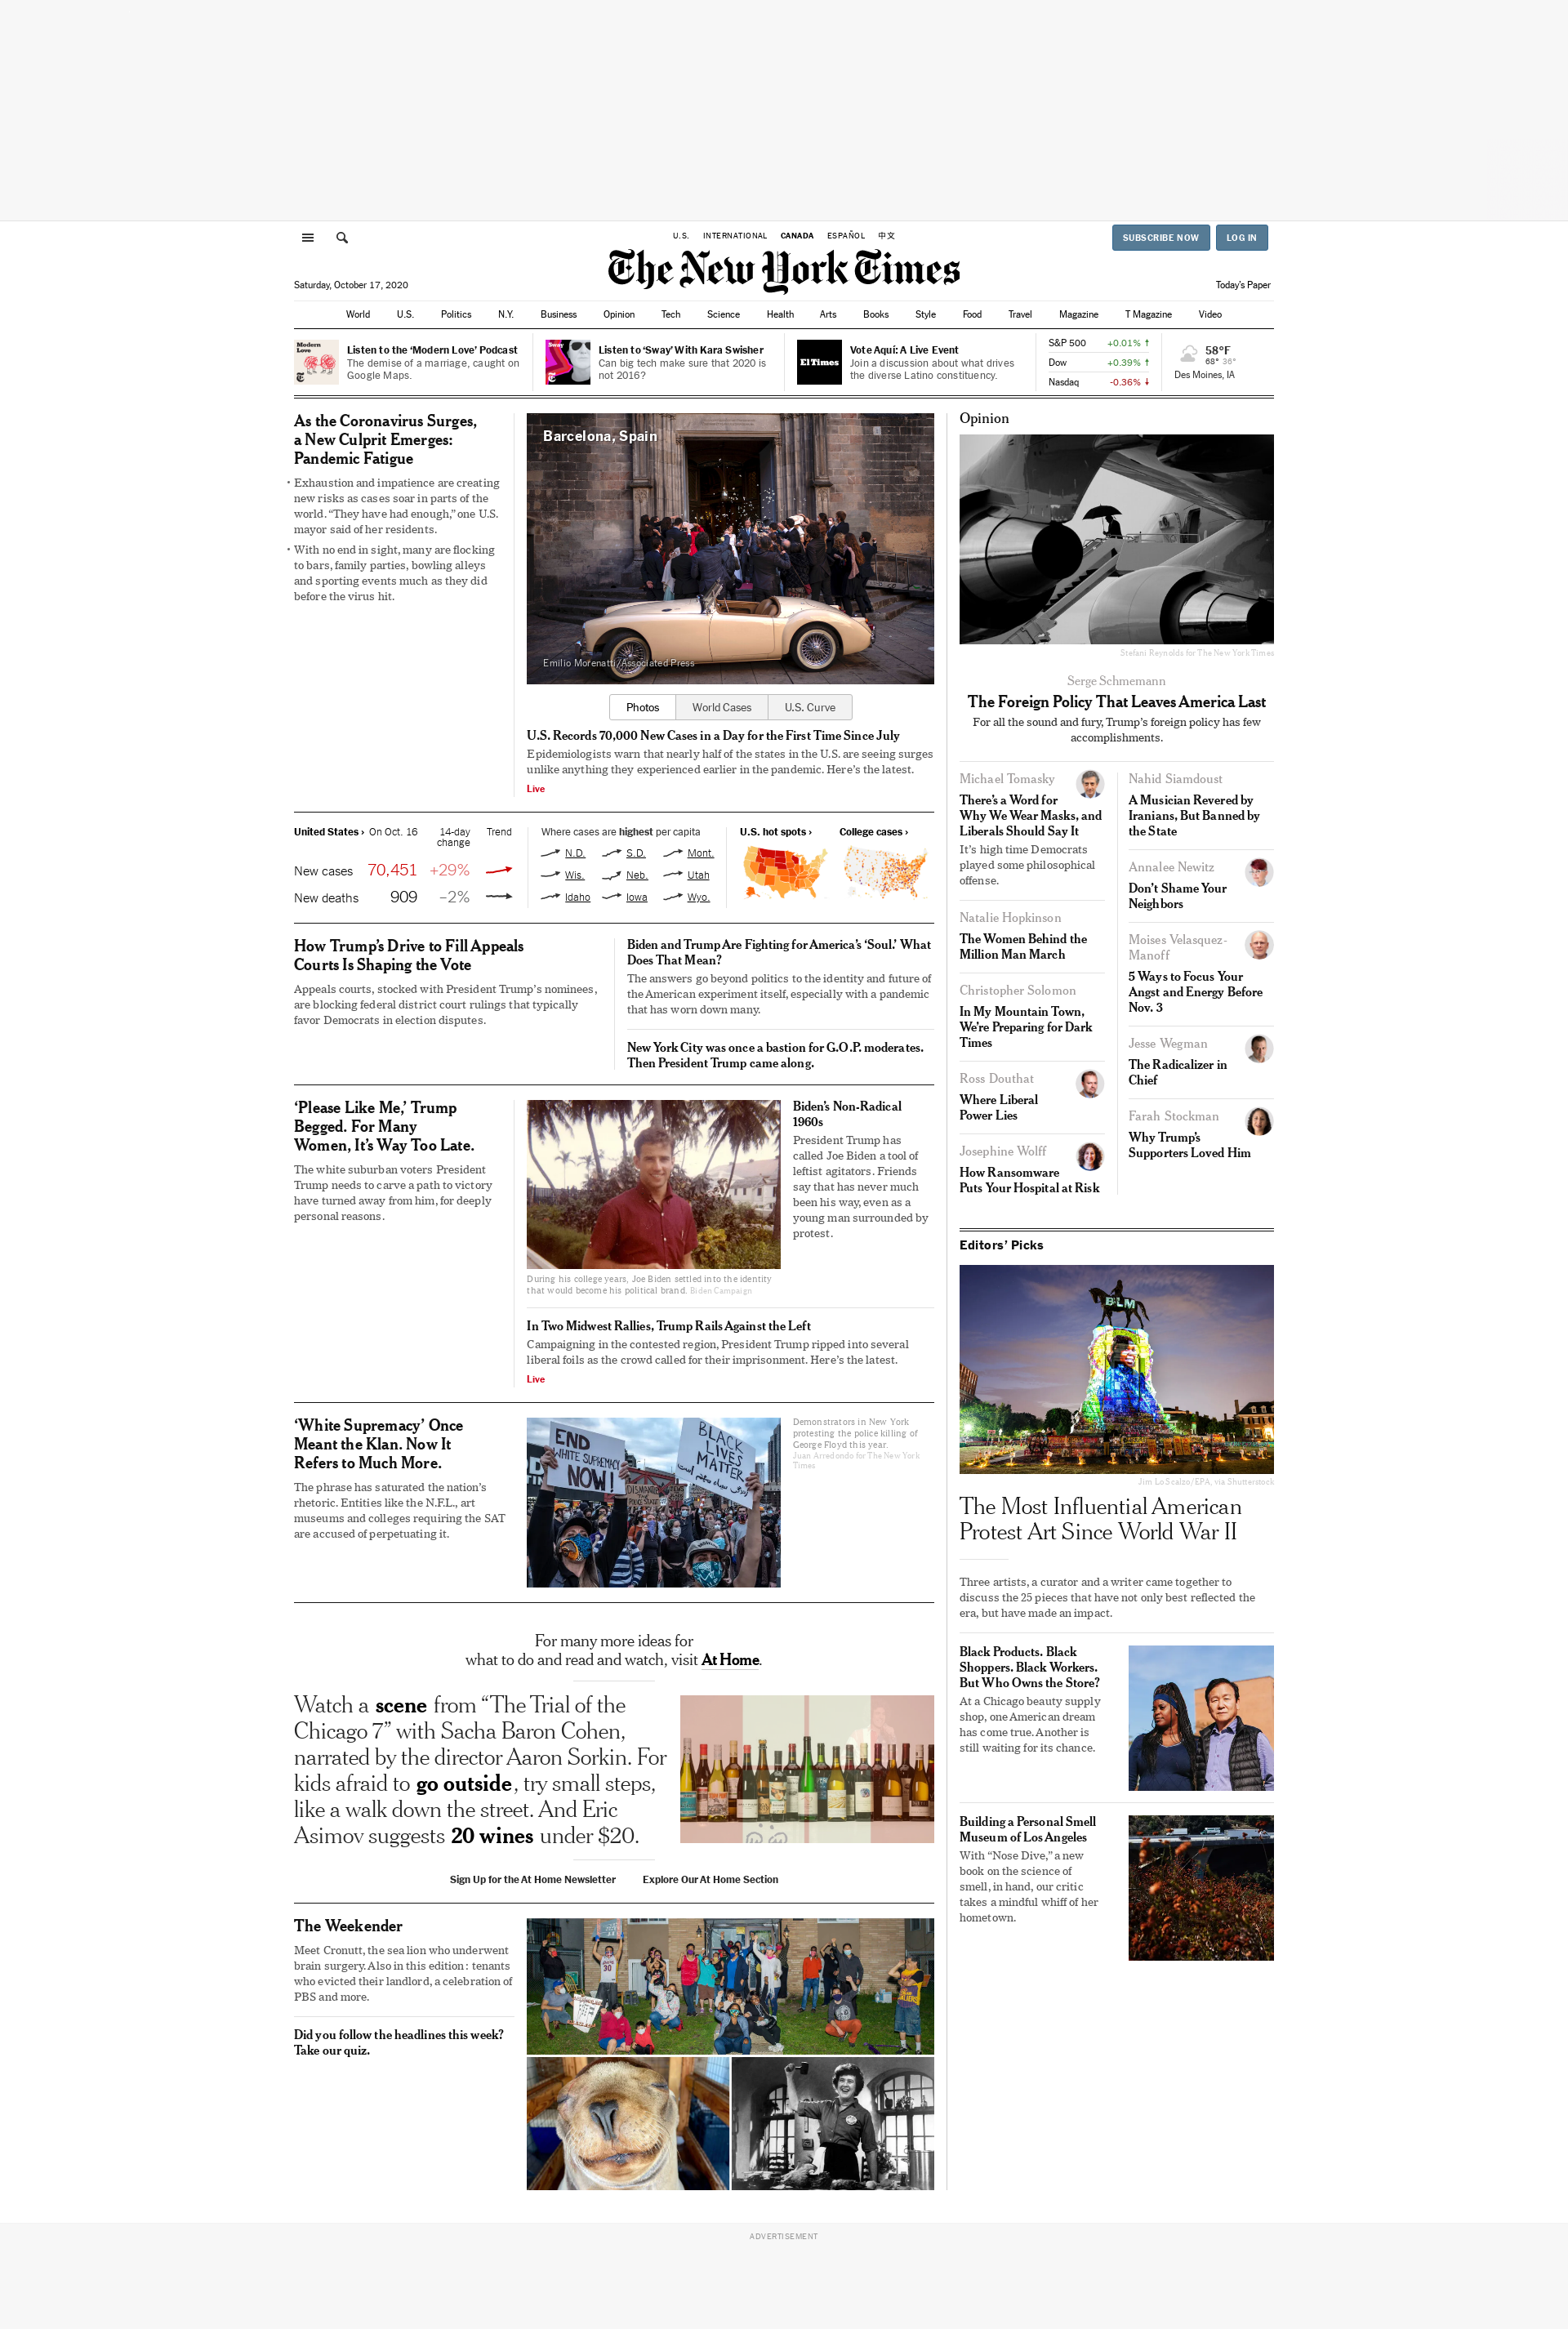 U.S. INTERNATIONAL CANADA ESPAÑOL 中文
SUBSCRIBE NOW LOG IN
The New York Times
Saturday, October 17, 2020
Today's Paper
World U.S. Politics N.Y. Business Opinion Tech Science Health Arts Books Style Food Travel Magazine T Magazine Video
Modern
Love
Listen to the ‘Modern Love’ Podcast
The demise of a marriage, caught on
Google Maps.
Sway
Listen to ‘Sway’ With Kara Swisher
Can big tech make sure that 2020 is
not 2016?
El Times
Vote Aquí: A Live Event
Join a discussion about what drives
the diverse Latino constituency.
S&P 500 +0.01% ↑
Dow +0.39% ↑
Nasdaq -0.36% ↓
58°F
68° 36°
Des Moines, IA
As the Coronavirus Surges,
a New Culprit Emerges:
Pandemic Fatigue
• Exhaustion and impatience are creating
new risks as cases soar in parts of the
world. “They have had enough,” one U.S.
mayor said of her residents.
• With no end in sight, many are flocking
to bars, family parties, bowling alleys
and sporting events much as they did
before the virus hit.
Barcelona, Spain
Emilio Morenatti/Associated Press
Photos World Cases U.S. Curve
U.S. Records 70,000 New Cases in a Day for the First Time Since July
Epidemiologists warn that nearly half of the states in the U.S. are seeing surges
unlike anything they experienced earlier in the pandemic. Here’s the latest.
Live
United States › On Oct. 16 14-day
change Trend
New cases 70,451 +29%
New deaths 909 –2%
Where cases are highest per capita
N.D. S.D. Mont.
Wis. Neb. Utah
Idaho Iowa Wyo.
U.S. hot spots › College cases ›
How Trump’s Drive to Fill Appeals
Courts Is Shaping the Vote
Appeals courts, stocked with President Trump’s nominees,
are blocking federal district court rulings that typically
favor Democrats in election disputes.
Biden and Trump Are Fighting for America’s ‘Soul.’ What
Does That Mean?
The answers go beyond politics to the identity and future of
the American experiment itself, especially with a pandemic
that has worn down many.
New York City was once a bastion for G.O.P. moderates.
Then President Trump came along.
‘Please Like Me,’ Trump
Begged. For Many
Women, It’s Way Too Late.
The white suburban voters President
Trump needs to carve a path to victory
have turned away from him, for deeply
personal reasons.
During his college years, Joe Biden settled into the identity
that would become his political brand. Biden Campaign
Biden’s Non-Radical
1960s
President Trump has
called Joe Biden a tool of
leftist agitators. Friends
say that has never much
been his way, even as a
young man surrounded by
protest.
In Two Midwest Rallies, Trump Rails Against the Left
Campaigning in the contested region, President Trump ripped into several
liberal foils as the crowd called for their imprisonment. Here’s the latest.
Live
‘White Supremacy’ Once
Meant the Klan. Now It
Refers to Much More.
The phrase has saturated the nation’s
rhetoric. Entities like the N.F.L., art
museums and colleges requiring the SAT
are accused of perpetuating it.
END
WHITE SUPREMACY
NOW!
BLACK
LIVES
MATTER
Demonstrators in New York
protesting the police killing of
George Floyd this year.
Juan Arredondo for The New York
Times
For many more ideas for
what to do and read and watch, visit At Home.
Watch a scene from “The Trial of the
Chicago 7” with Sacha Baron Cohen,
narrated by the director Aaron Sorkin. For
kids afraid to go outside, try small steps,
like a walk down the street. And Eric
Asimov suggests 20 wines under $20.
Sign Up for the At Home Newsletter Explore Our At Home Section
The Weekender
Meet Cronutt, the sea lion who underwent
brain surgery. Also in this edition: tenants
who evicted their landlord, a celebration of
PBS and more.
Did you follow the headlines this week?
Take our quiz.
30
Opinion
Stefani Reynolds for The New York Times
Serge Schmemann
The Foreign Policy That Leaves America Last
For all the sound and fury, Trump’s foreign policy has few
accomplishments.
Michael Tomasky
There’s a Word for
Why We Wear Masks, and
Liberals Should Say It
It’s high time Democrats
played some philosophical
offense.
Natalie Hopkinson
The Women Behind the
Million Man March
Christopher Solomon
In My Mountain Town,
We’re Preparing for Dark
Times
Ross Douthat
Where Liberal
Power Lies
Josephine Wolff
How Ransomware
Puts Your Hospital at Risk
Nahid Siamdoust
A Musician Revered by
Iranians, But Banned by
the State
Annalee Newitz
Don’t Shame Your
Neighbors
Moises Velasquez-
Manoff
5 Ways to Focus Your
Angst and Energy Before
Nov. 3
Jesse Wegman
The Radicalizer in
Chief
Farah Stockman
Why Trump’s
Supporters Loved Him
Editors’ Picks
BLM
Jim Lo Scalzo/EPA, via Shutterstock
The Most Influential American
Protest Art Since World War II
Three artists, a curator and a writer came together to
discuss the 25 pieces that have not only best reflected the
era, but have made an impact.
Black Products. Black
Shoppers. Black Workers.
But Who Owns the Store?
At a Chicago beauty supply
shop, one American dream
has come true. Another is
still waiting for its chance.
Building a Personal Smell
Museum of Los Angeles
With “Nose Dive,” a new
book on the science of
smell, in hand, our critic
takes a mindful whiff of her
hometown.
ADVERTISEMENT